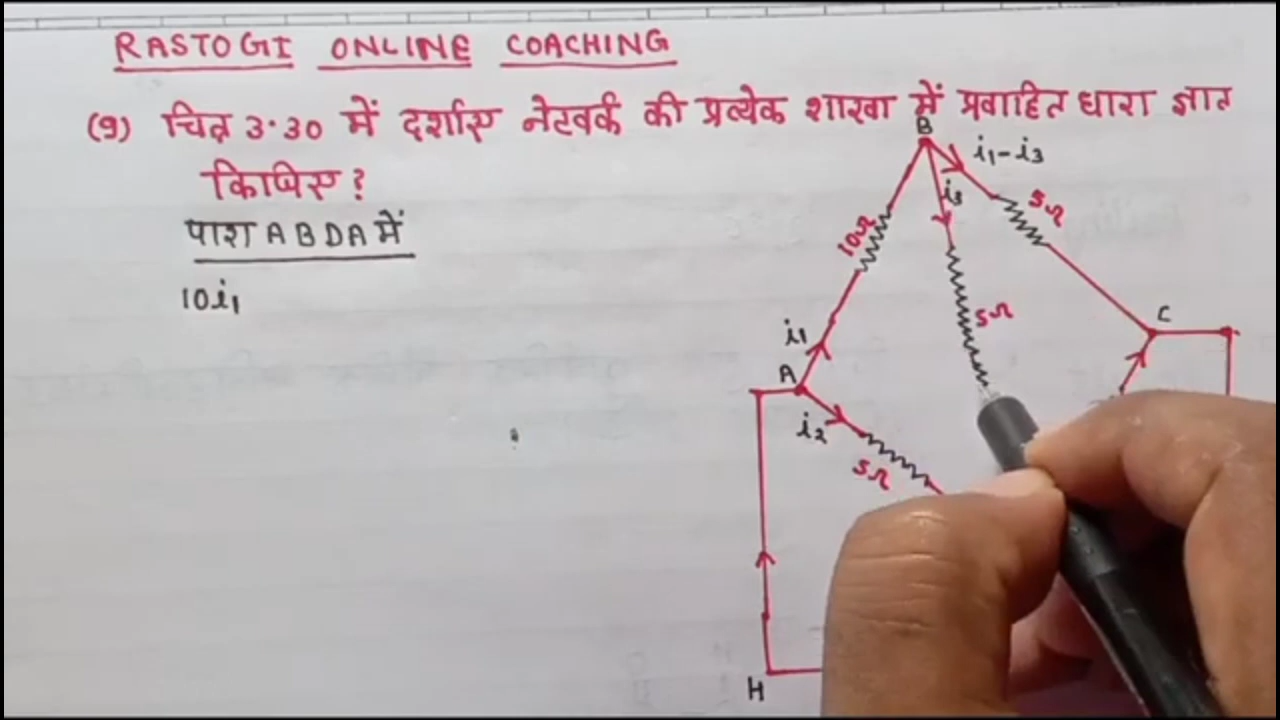 RASTOGI ONLINE COACHING
(9) चित्र 3.30 में दर्शाए नेटवर्क की प्रत्येक शाखा में प्रवाहित धारा ज्ञात
किजिए ?
पाश A B D A में
10i₁
B
i₁-i₃
i₃
5Ω
10Ω
5Ω
C
i₁
A
i₂
5Ω
H